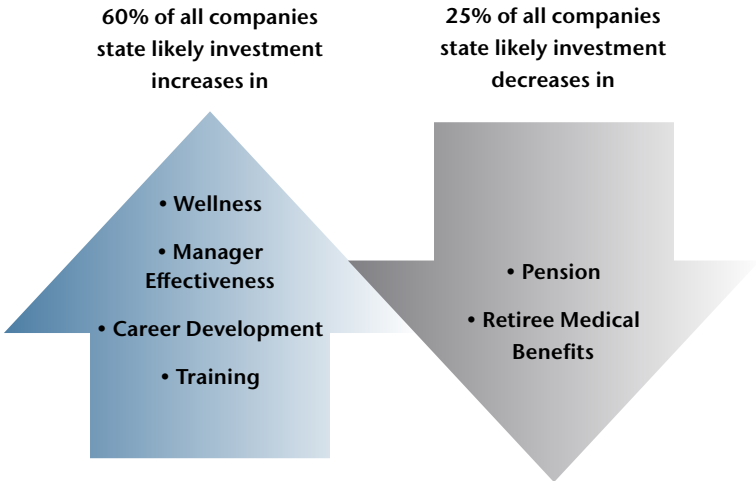 60% of all companies
state likely investment
increases in
• Wellness
• Manager
Effectiveness
• Career Development
• Training
25% of all companies
state likely investment
decreases in
• Pension
• Retiree Medical
Benefits